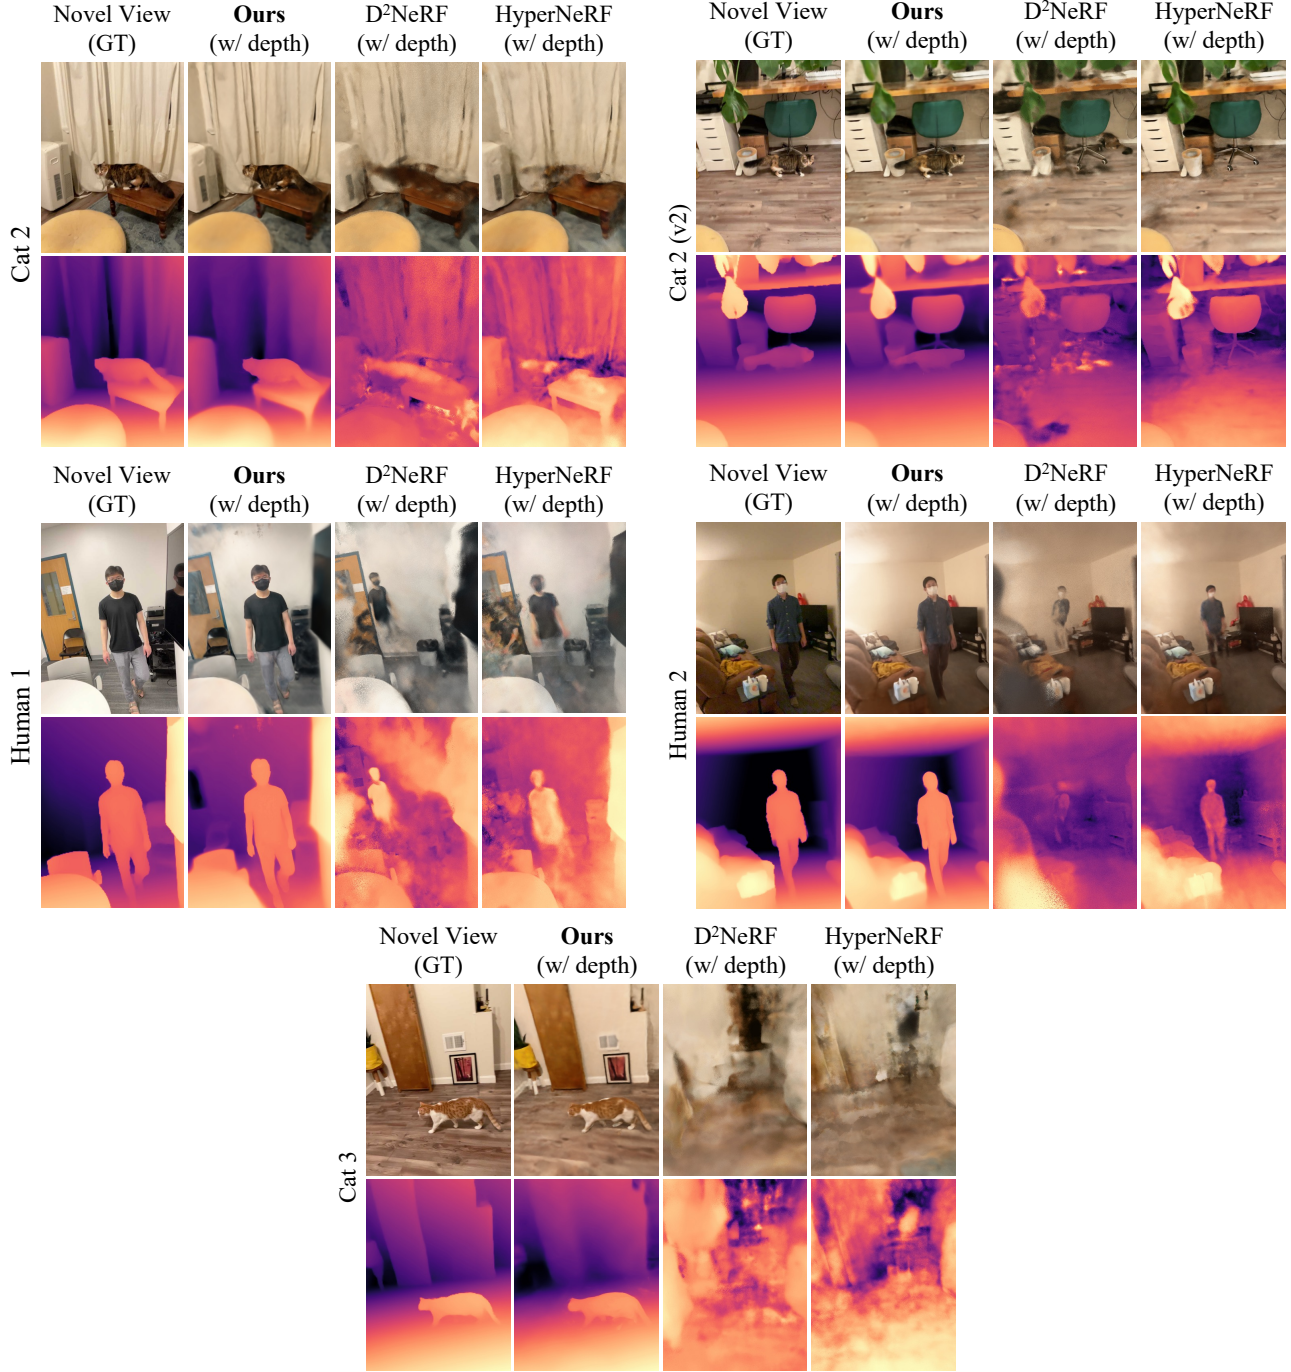 Novel View
(GT)
Ours
(w/ depth)
D²NeRF
(w/ depth)
HyperNeRF
(w/ depth)
Novel View
(GT)
Ours
(w/ depth)
D²NeRF
(w/ depth)
HyperNeRF
(w/ depth)
Cat 2
Cat 2 (v2)
Novel View
(GT)
Ours
(w/ depth)
D²NeRF
(w/ depth)
HyperNeRF
(w/ depth)
Novel View
(GT)
Ours
(w/ depth)
D²NeRF
(w/ depth)
HyperNeRF
(w/ depth)
Human 1
Human 2
Novel View
(GT)
Ours
(w/ depth)
D²NeRF
(w/ depth)
HyperNeRF
(w/ depth)
Cat 3